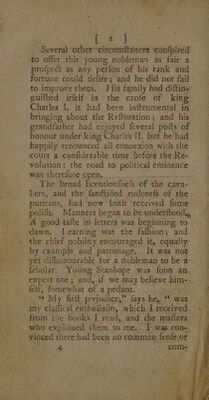 [ 2 ]
Several other circumstances conspired
to offer this young nobleman as fair a
prospect as any person of his rank and
fortune could desire; and he did not fail
to improve them. His family had distin-
guished itself in the cause of king
Charles I. it had been instrumental in
bringing about the Restoration; and his
grandfather had enjoyed several posts of
honour under king Charles II. but he had
happily renounced all connexion with the
court a considerable time before the Re-
volution: the road to political eminence
was therefore open.
The broad licentiousness of the cava-
liers, and the sanctified rudeness of the
puritans, had now both received some
polish. Manners began to be understood.
A good taste in letters was beginning to
dawn. Learning was the fashion; and
the chief nobility encouraged it, equally
by example and patronage. It was not
yet dishonourable for a nobleman to be a
scholar. Young Stanhope was soon an
expert one; and, if we may believe him-
self, somewhat of a pedant.
“ My first prejudice,” says he, “ was
my classical enthusiasm, which I received
from the books I read, and the masters
who explained them to me. I was con-
vinced there had been no common sense or
4 com-